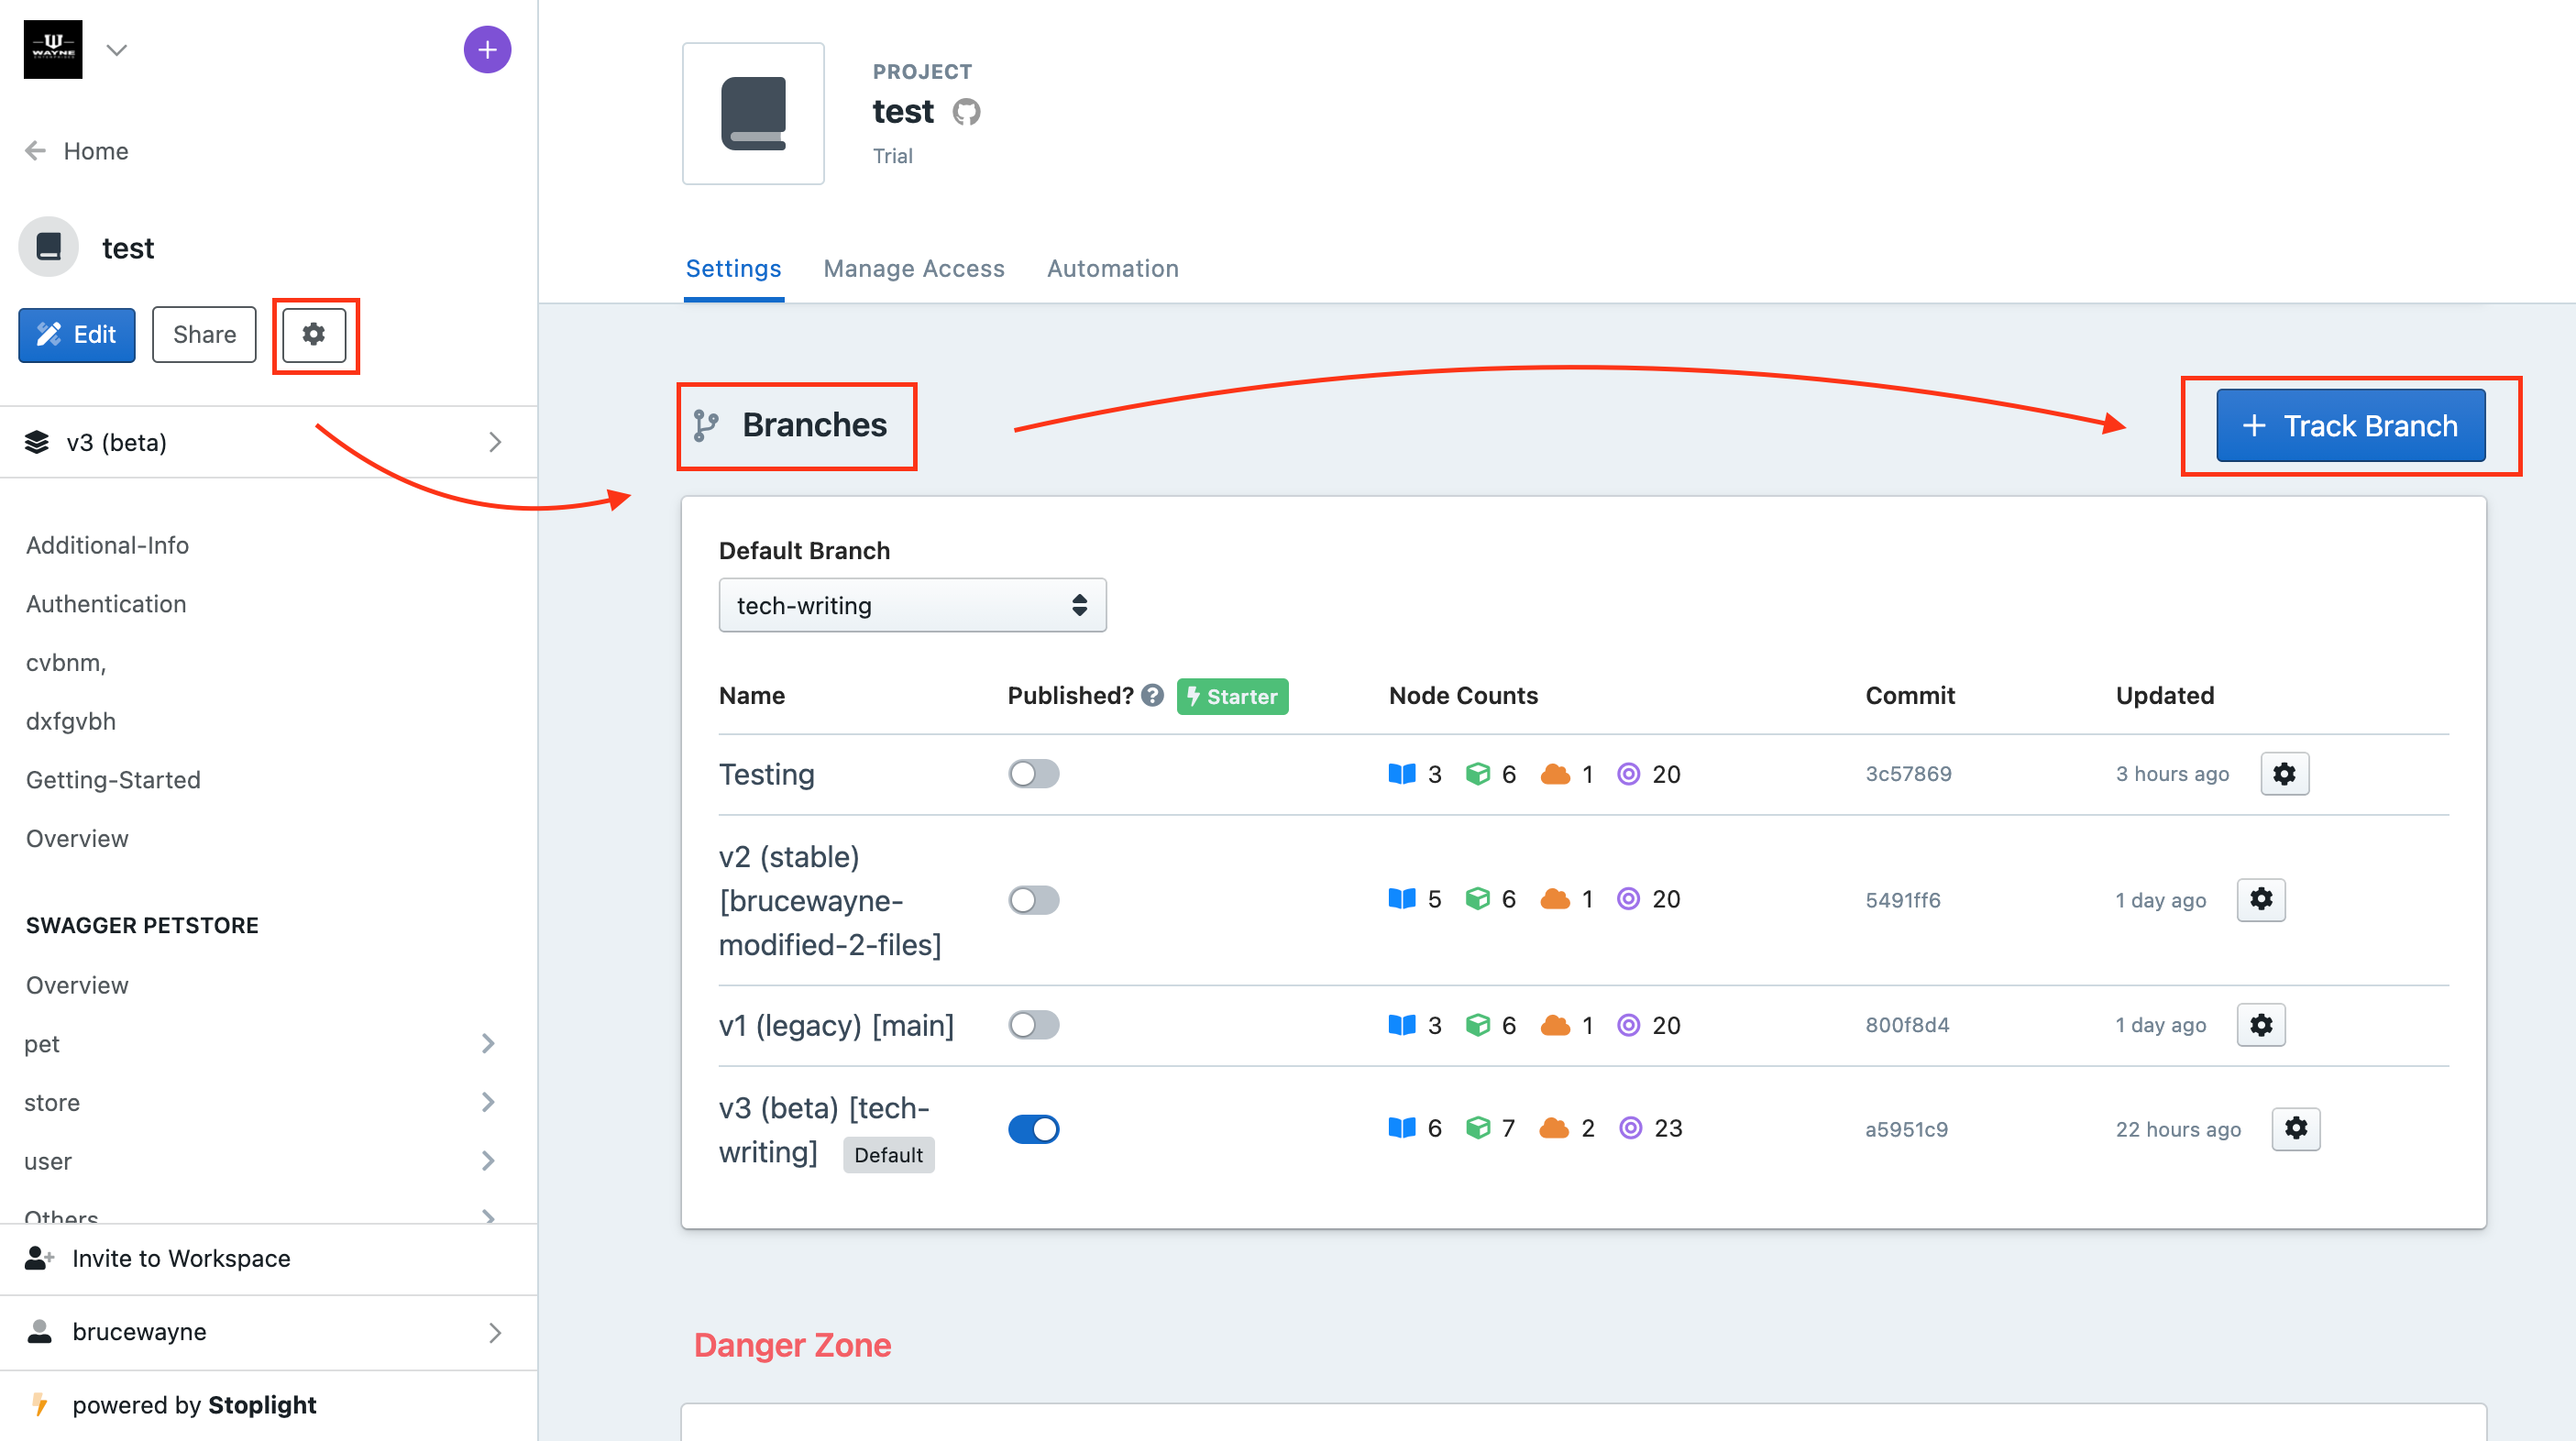 WAYNE
Home
test
Edit
Share
v3 (beta)
Additional-Info
Authentication
cvbnm,
dxfgvbh
Getting-Started
Overview
SWAGGER PETSTORE
Overview
pet
store
user
Others
Invite to Workspace
brucewayne
powered by Stoplight
PROJECT
test
Trial
Settings Manage Access Automation
Branches
+ Track Branch
Default Branch
tech-writing
Name Published? Starter Node Counts Commit Updated
Testing 3 6 1 20 3c57869 3 hours ago
v2 (stable)
[brucewayne-
modified-2-files] 5 6 1 20 5491ff6 1 day ago
v1 (legacy) [main] 3 6 1 20 800f8d4 1 day ago
v3 (beta) [tech-
writing] Default 6 7 2 23 a5951c9 22 hours ago
Danger Zone